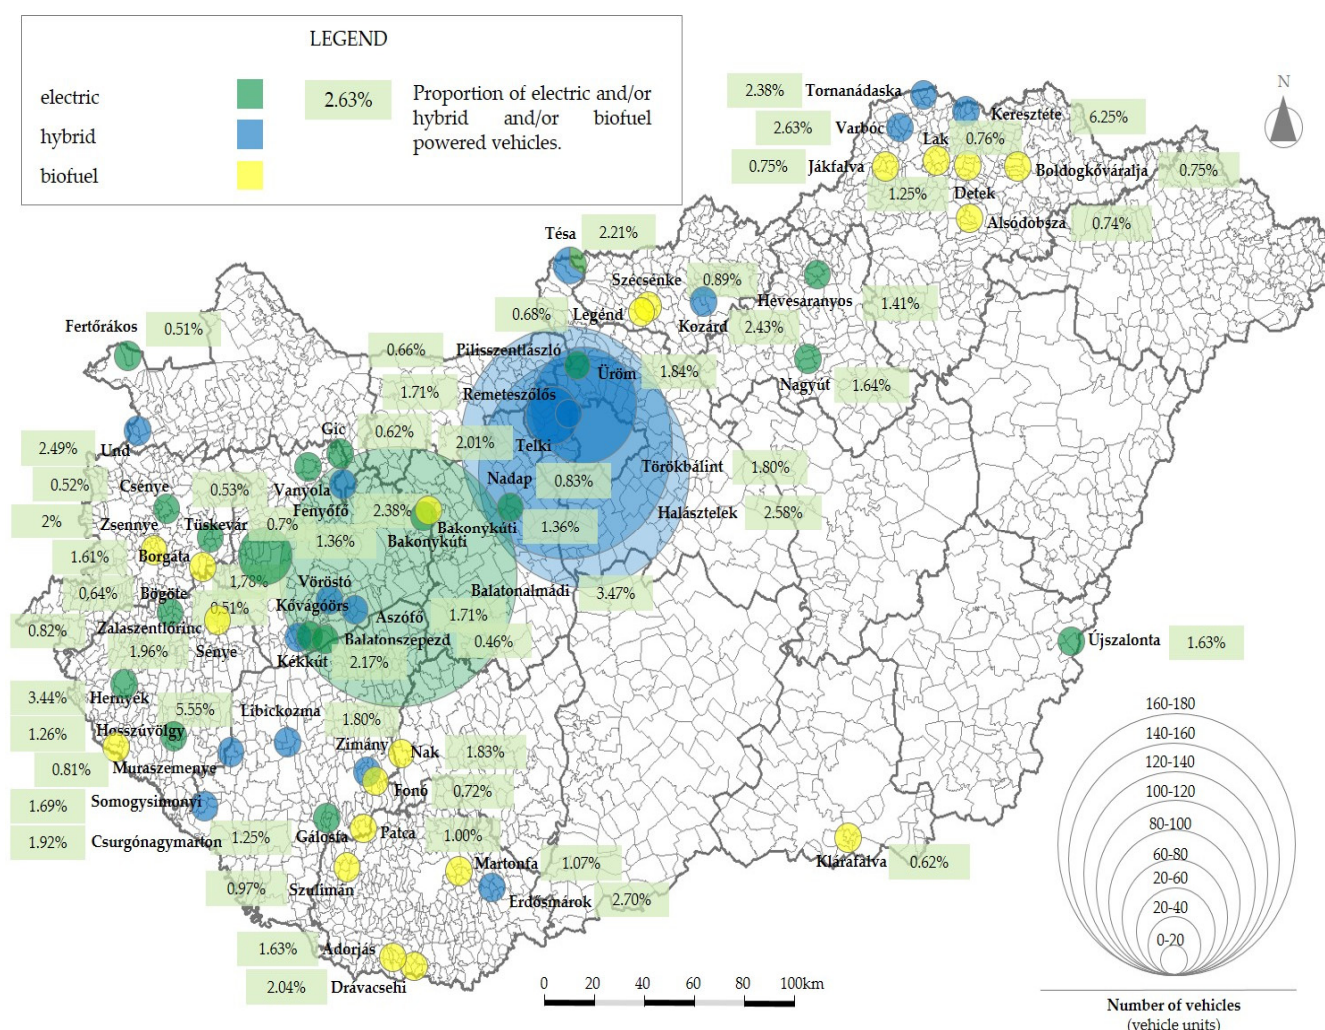 LEGEND
electric
hybrid
biofuel
2.63%
Proportion of electric and/or
hybrid and/or biofuel
powered vehicles.
N
2.38% Tornanádaska
Keresztéte 6.25%
2.63% Varbóc
Lak 0.76%
0.75% Jákfalva
Boldogkőváralja 0.75%
1.25% Detek
Alsódobsza 0.74%
Tésa 2.21%
Szécsénke 0.89%
Hevesaranyos 1.41%
0.68% Legénd
Kozárd 2.43%
Fertőrákos 0.51%
0.66% Pilisszentlászló
Üröm 1.84%
Nagyút 1.64%
1.71% Remeteszőlős
Gic 0.62%
2.01% Telki
2.49% Und
Törökbálint 1.80%
0.52% Csénye
0.53% Vanyola
Nadap 0.83%
2% Zsennye
Tüskevár 0.7%
Fenyőfő 2.38%
Bakonykúti 1.36%
Halásztelek 2.58%
1.36% Bakonykúti
1.61% Borgáta
1.78% Vöröstó
Balatonalmádi 3.47%
0.64% Bögöte
0.51% Kővágóörs
Aszófő 1.71%
0.82% Zalaszentlőrinc
1.96% Sénye
Balatonszepezd 0.46%
Kékkút 2.17%
Újszalonta 1.63%
3.44% Hernyék
5.55% Libickozma
1.80%
1.26% Hosszúvölgy
Zimány
Nak 1.83%
0.81% Muraszemenye
Fonó 0.72%
1.69% Somogysimonyi
1.92% Csurgónagymarton
1.25% Gálosfa
Patca 1.00%
Martonfa 1.07%
0.97% Szulimán
Erdősmárok 2.70%
Klárafalva 0.62%
1.63% Adorjás
2.04% Drávacsehi
160-180
140-160
120-140
100-120
80-100
60-80
20-60
20-40
0-20
0 20 40 60 80 100km
Number of vehicles
(vehicle units)